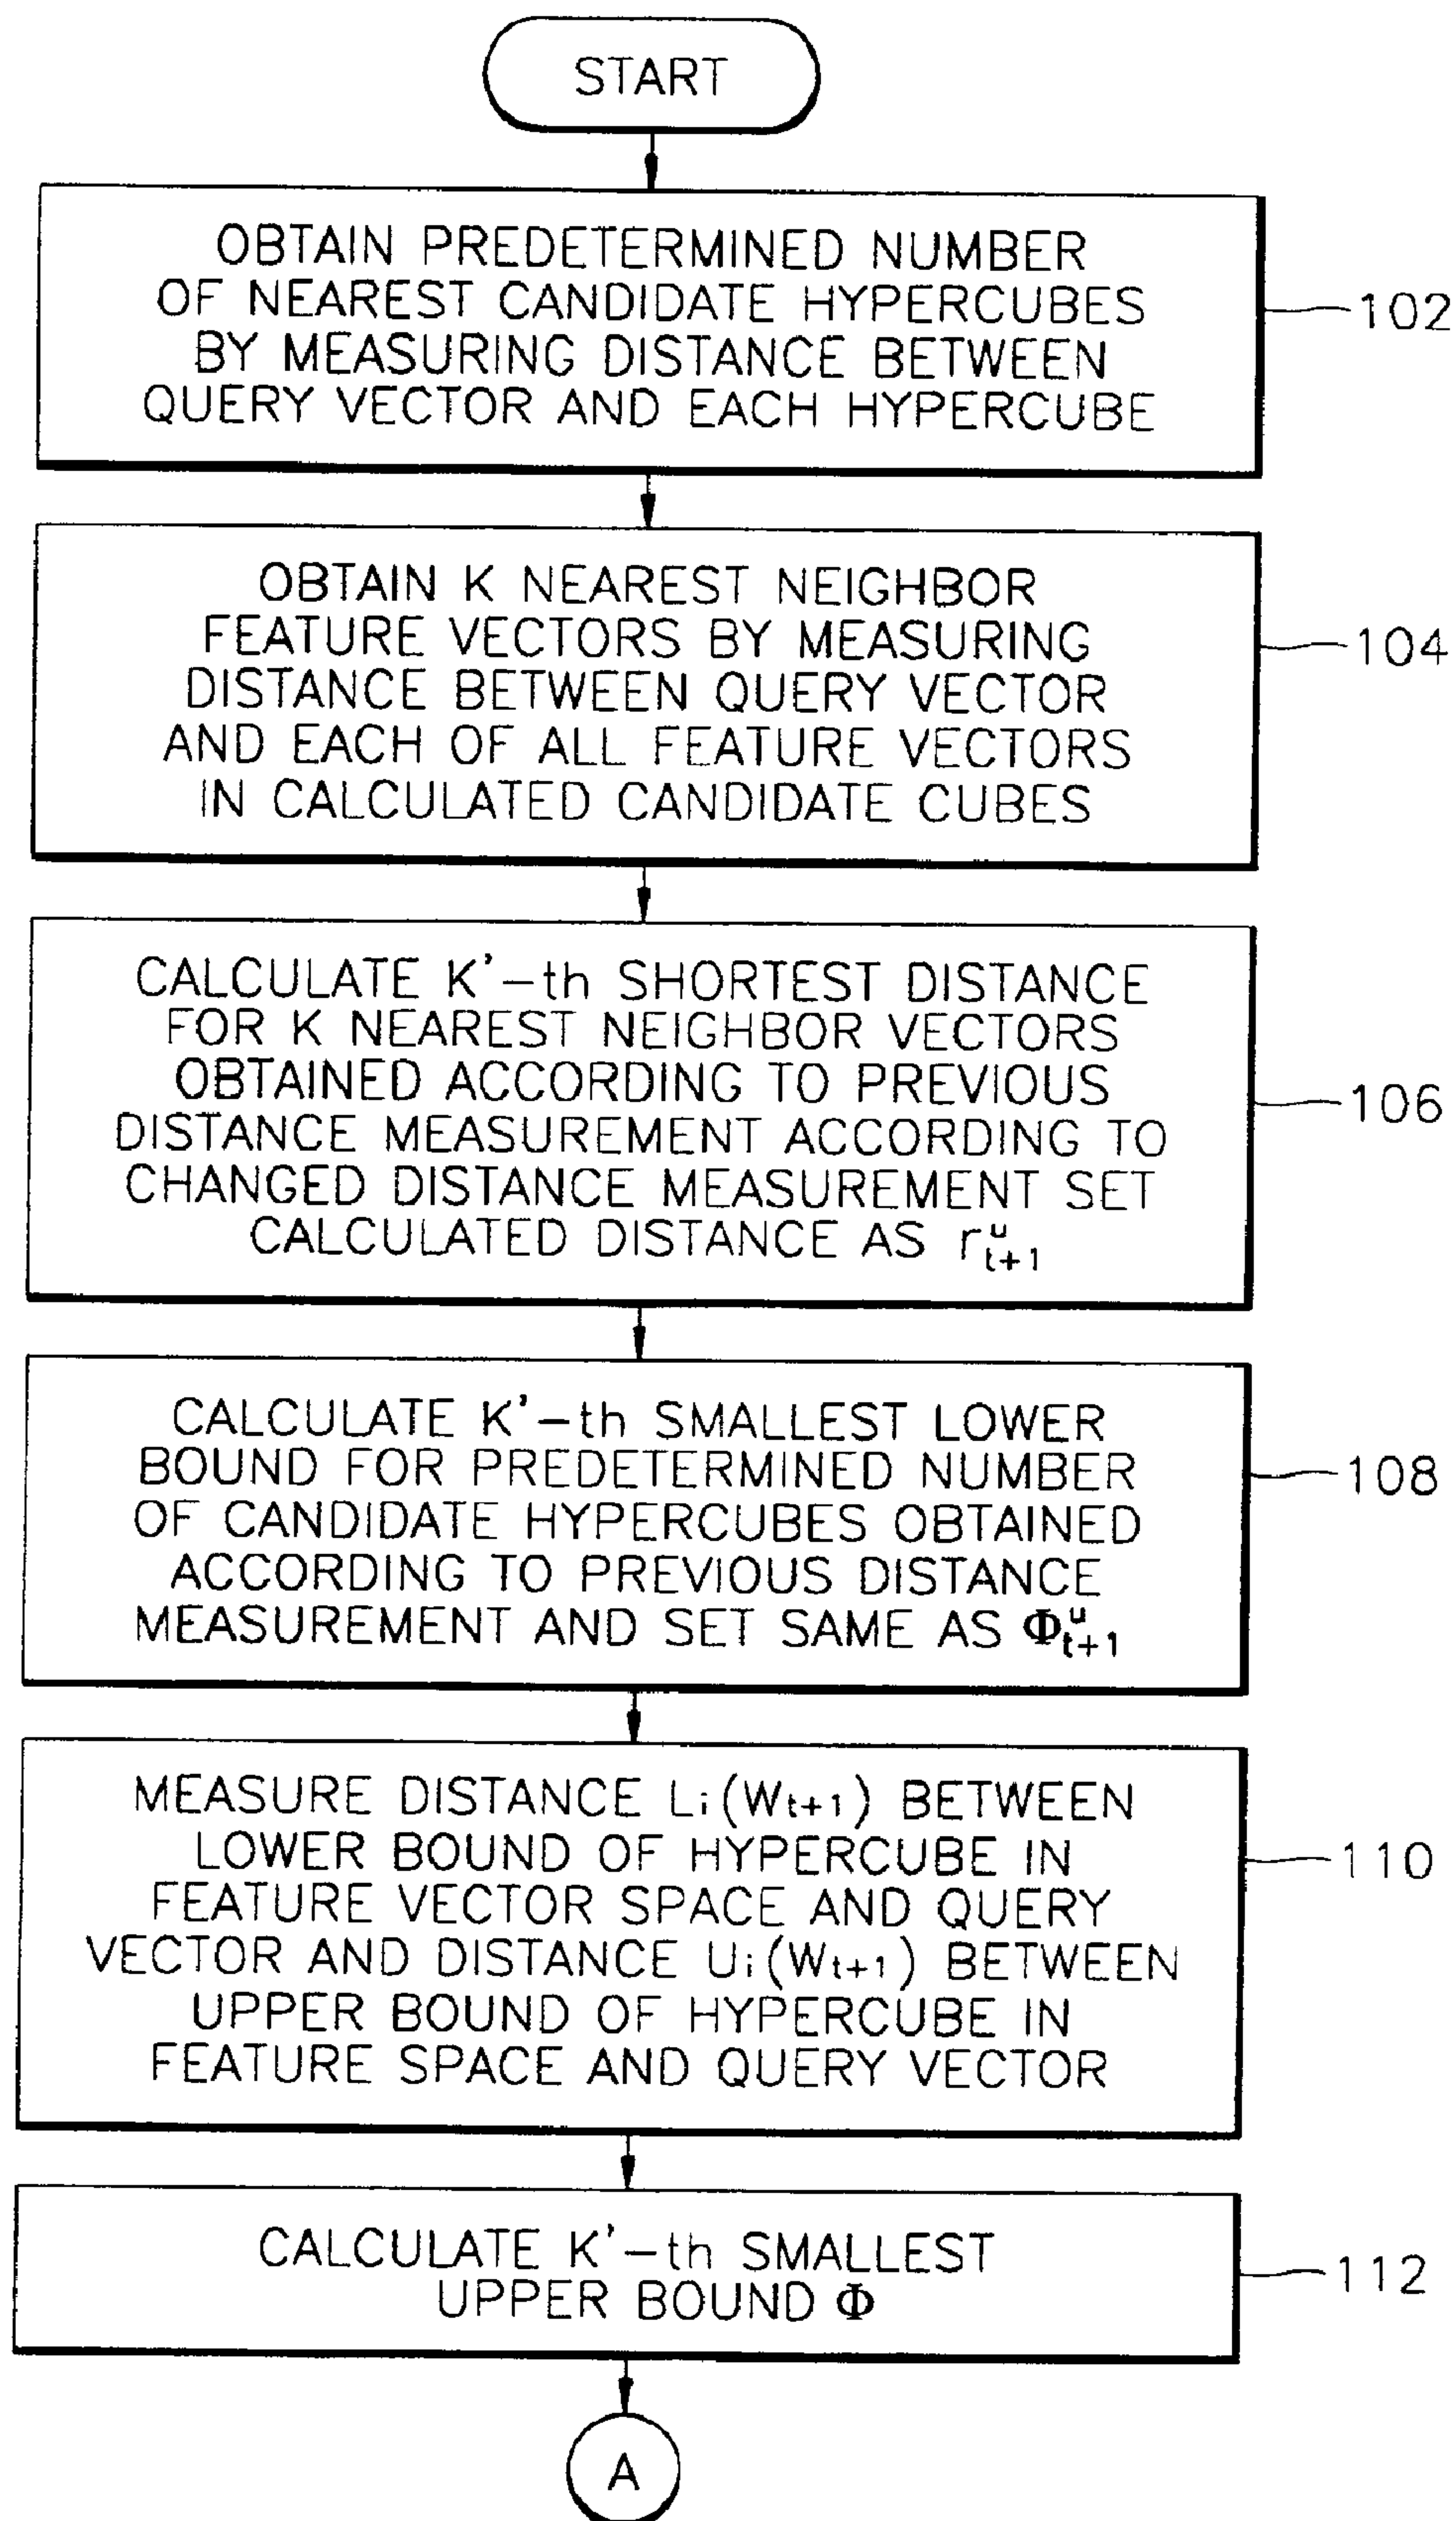 START
OBTAIN PREDETERMINED NUMBER
OF NEAREST CANDIDATE HYPERCUBES
BY MEASURING DISTANCE BETWEEN
QUERY VECTOR AND EACH HYPERCUBE
102
OBTAIN K NEAREST NEIGHBOR
FEATURE VECTORS BY MEASURING
DISTANCE BETWEEN QUERY VECTOR
AND EACH OF ALL FEATURE VECTORS
IN CALCULATED CANDIDATE CUBES
104
CALCULATE K'-th SHORTEST DISTANCE
FOR K NEAREST NEIGHBOR VECTORS
OBTAINED ACCORDING TO PREVIOUS
DISTANCE MEASUREMENT ACCORDING TO
CHANGED DISTANCE MEASUREMENT SET
CALCULATED DISTANCE AS r^u_{t+1}
106
CALCULATE K'-th SMALLEST LOWER
BOUND FOR PREDETERMINED NUMBER
OF CANDIDATE HYPERCUBES OBTAINED
ACCORDING TO PREVIOUS DISTANCE
MEASUREMENT AND SET SAME AS Φ^u_{t+1}
108
MEASURE DISTANCE Li(Wt+1) BETWEEN
LOWER BOUND OF HYPERCUBE IN
FEATURE VECTOR SPACE AND QUERY
VECTOR AND DISTANCE Ui(Wt+1) BETWEEN
UPPER BOUND OF HYPERCUBE IN
FEATURE SPACE AND QUERY VECTOR
110
CALCULATE K'-th SMALLEST
UPPER BOUND Φ
112
A